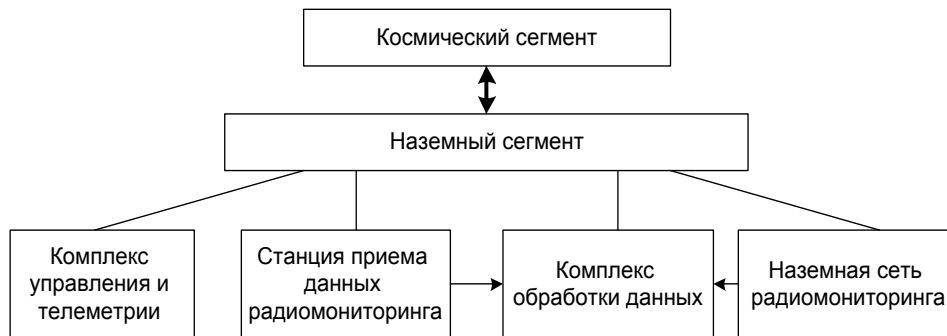 Космический сегмент
Наземный сегмент
Комплекс
управления и
телеметрии
Станция приема
данных
радиомониторинга
Комплекс
обработки данных
Наземная сеть
радиомониторинга